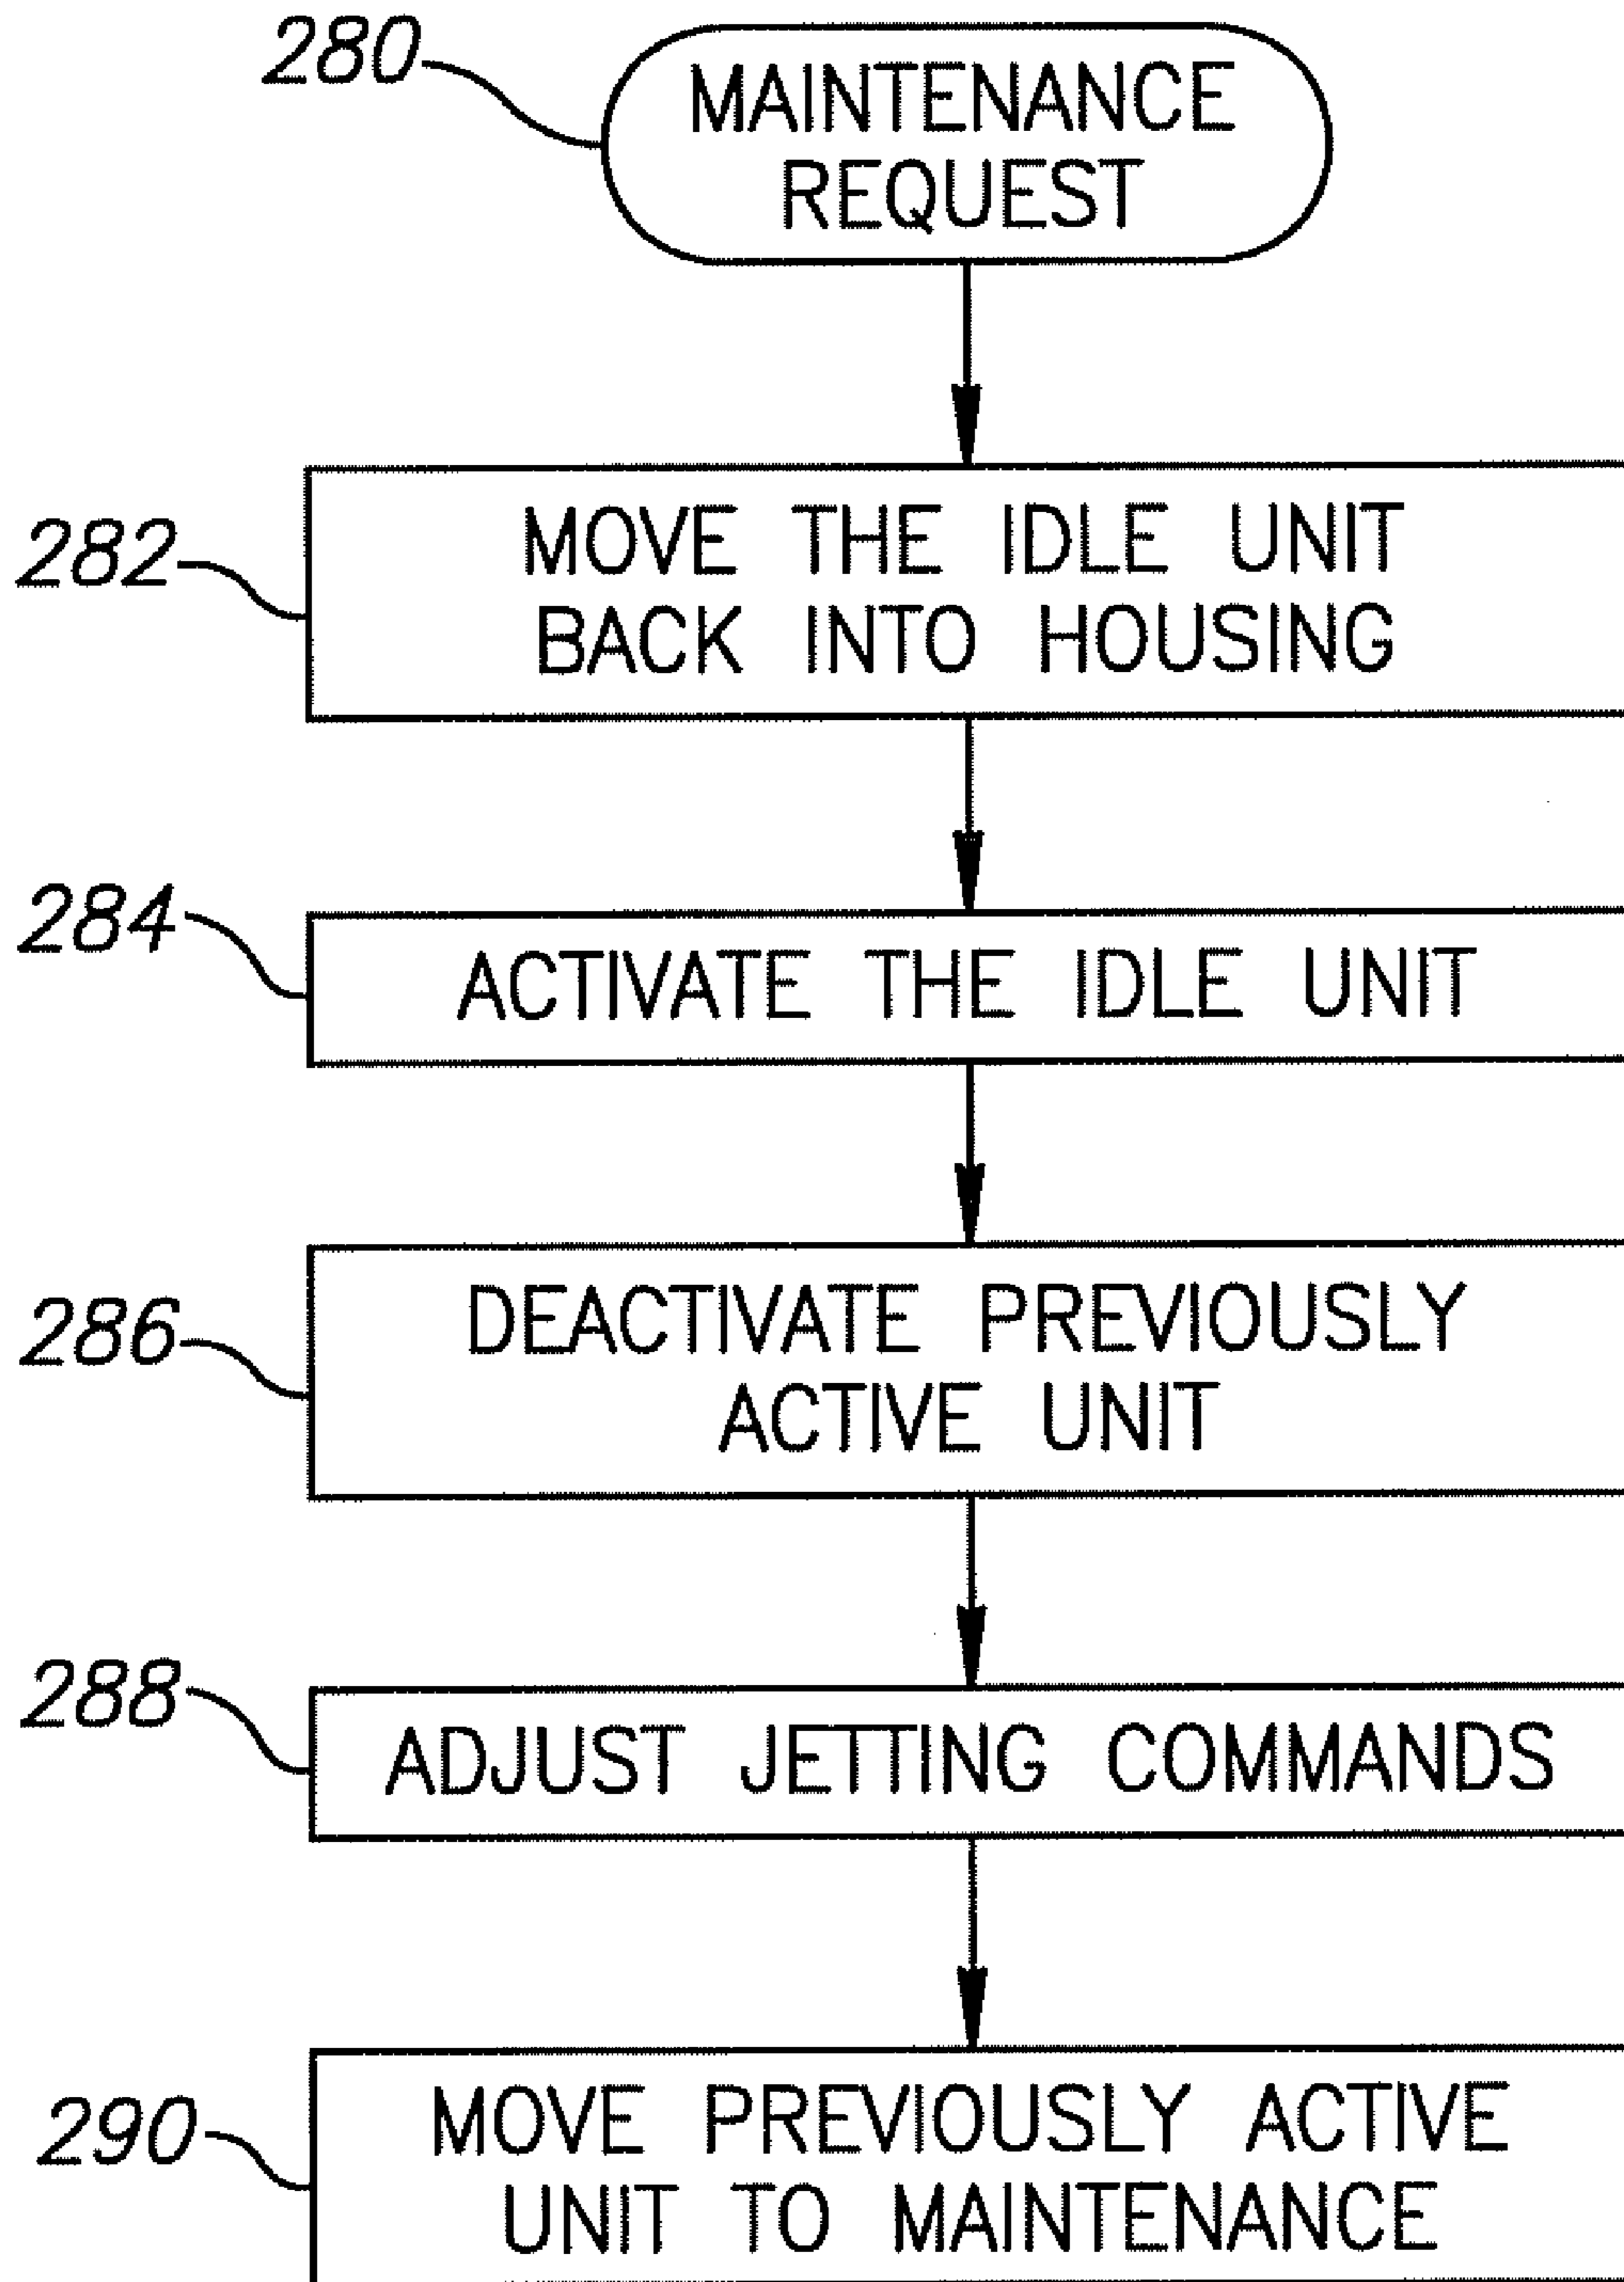 280
MAINTENANCE
REQUEST
282
MOVE THE IDLE UNIT
BACK INTO HOUSING
284
ACTIVATE THE IDLE UNIT
286
DEACTIVATE PREVIOUSLY
ACTIVE UNIT
288
ADJUST JETTING COMMANDS
290
MOVE PREVIOUSLY ACTIVE
UNIT TO MAINTENANCE